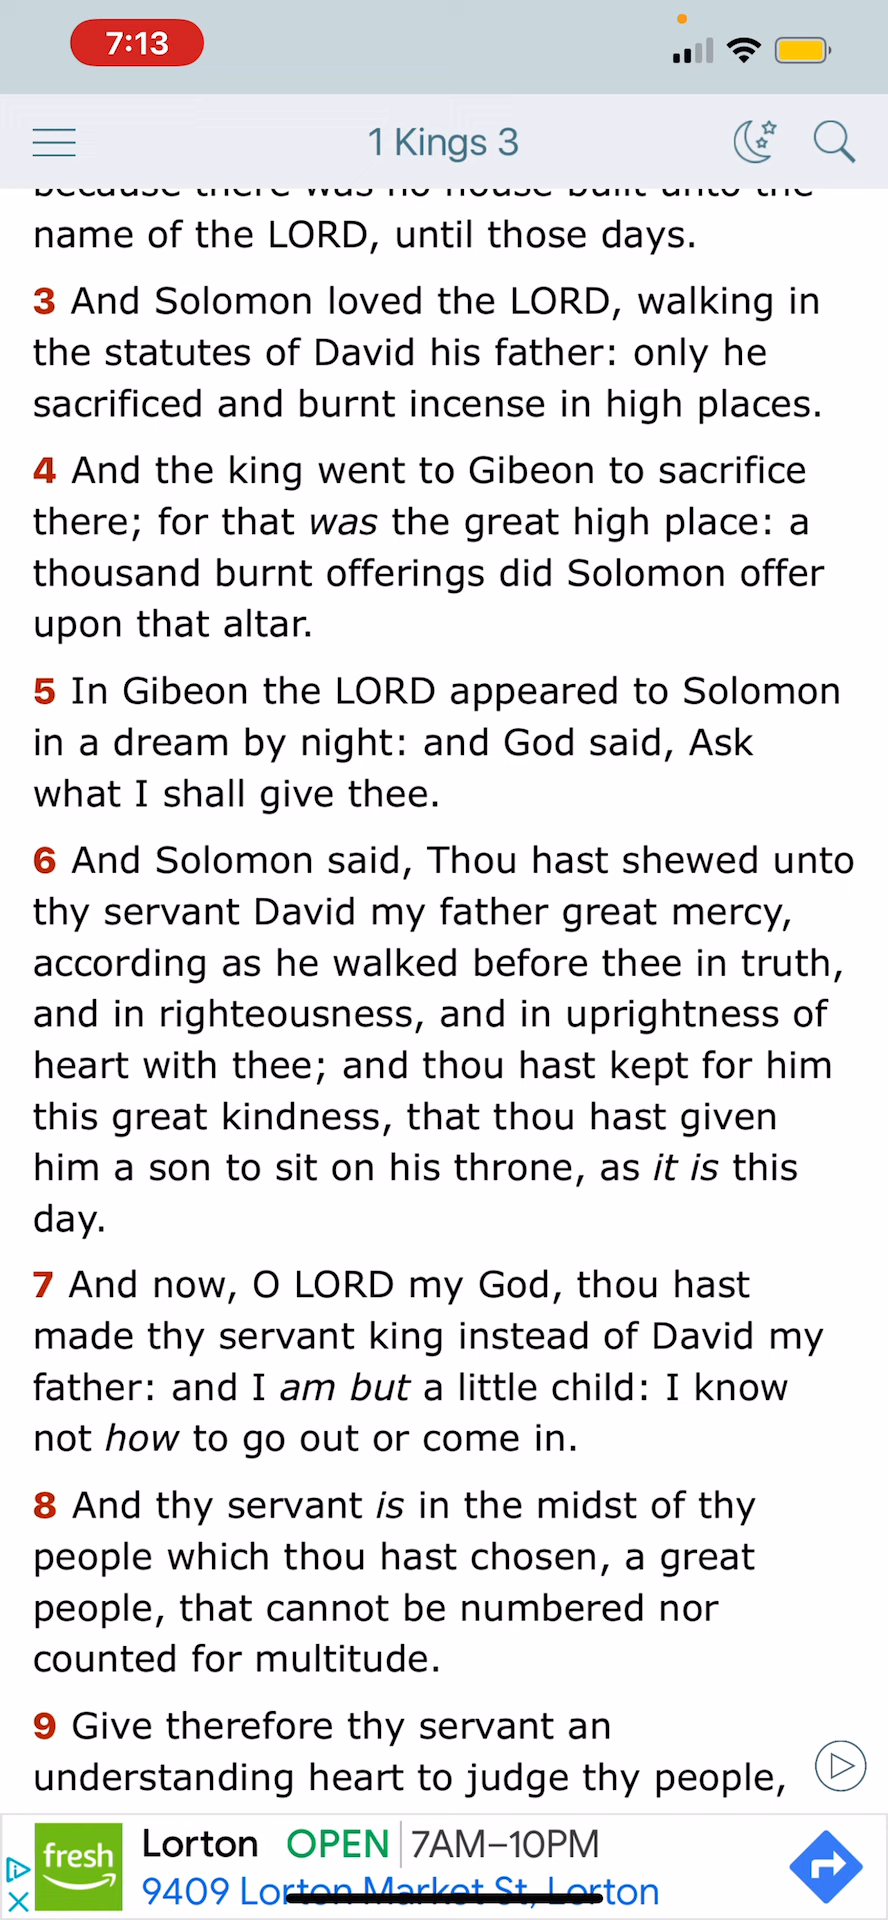 7:13
1 Kings 3
because there was no house built unto the
name of the LORD, until those days.
3 And Solomon loved the LORD, walking in
the statutes of David his father: only he
sacrificed and burnt incense in high places.
4 And the king went to Gibeon to sacrifice
there; for that was the great high place: a
thousand burnt offerings did Solomon offer
upon that altar.
5 In Gibeon the LORD appeared to Solomon
in a dream by night: and God said, Ask
what I shall give thee.
6 And Solomon said, Thou hast shewed unto
thy servant David my father great mercy,
according as he walked before thee in truth,
and in righteousness, and in uprightness of
heart with thee; and thou hast kept for him
this great kindness, that thou hast given
him a son to sit on his throne, as it is this
day.
7 And now, O LORD my God, thou hast
made thy servant king instead of David my
father: and I am but a little child: I know
not how to go out or come in.
8 And thy servant is in the midst of thy
people which thou hast chosen, a great
people, that cannot be numbered nor
counted for multitude.
9 Give therefore thy servant an
understanding heart to judge thy people,
fresh
Lorton OPEN 7AM–10PM
9409 Lorton Market St, Lorton